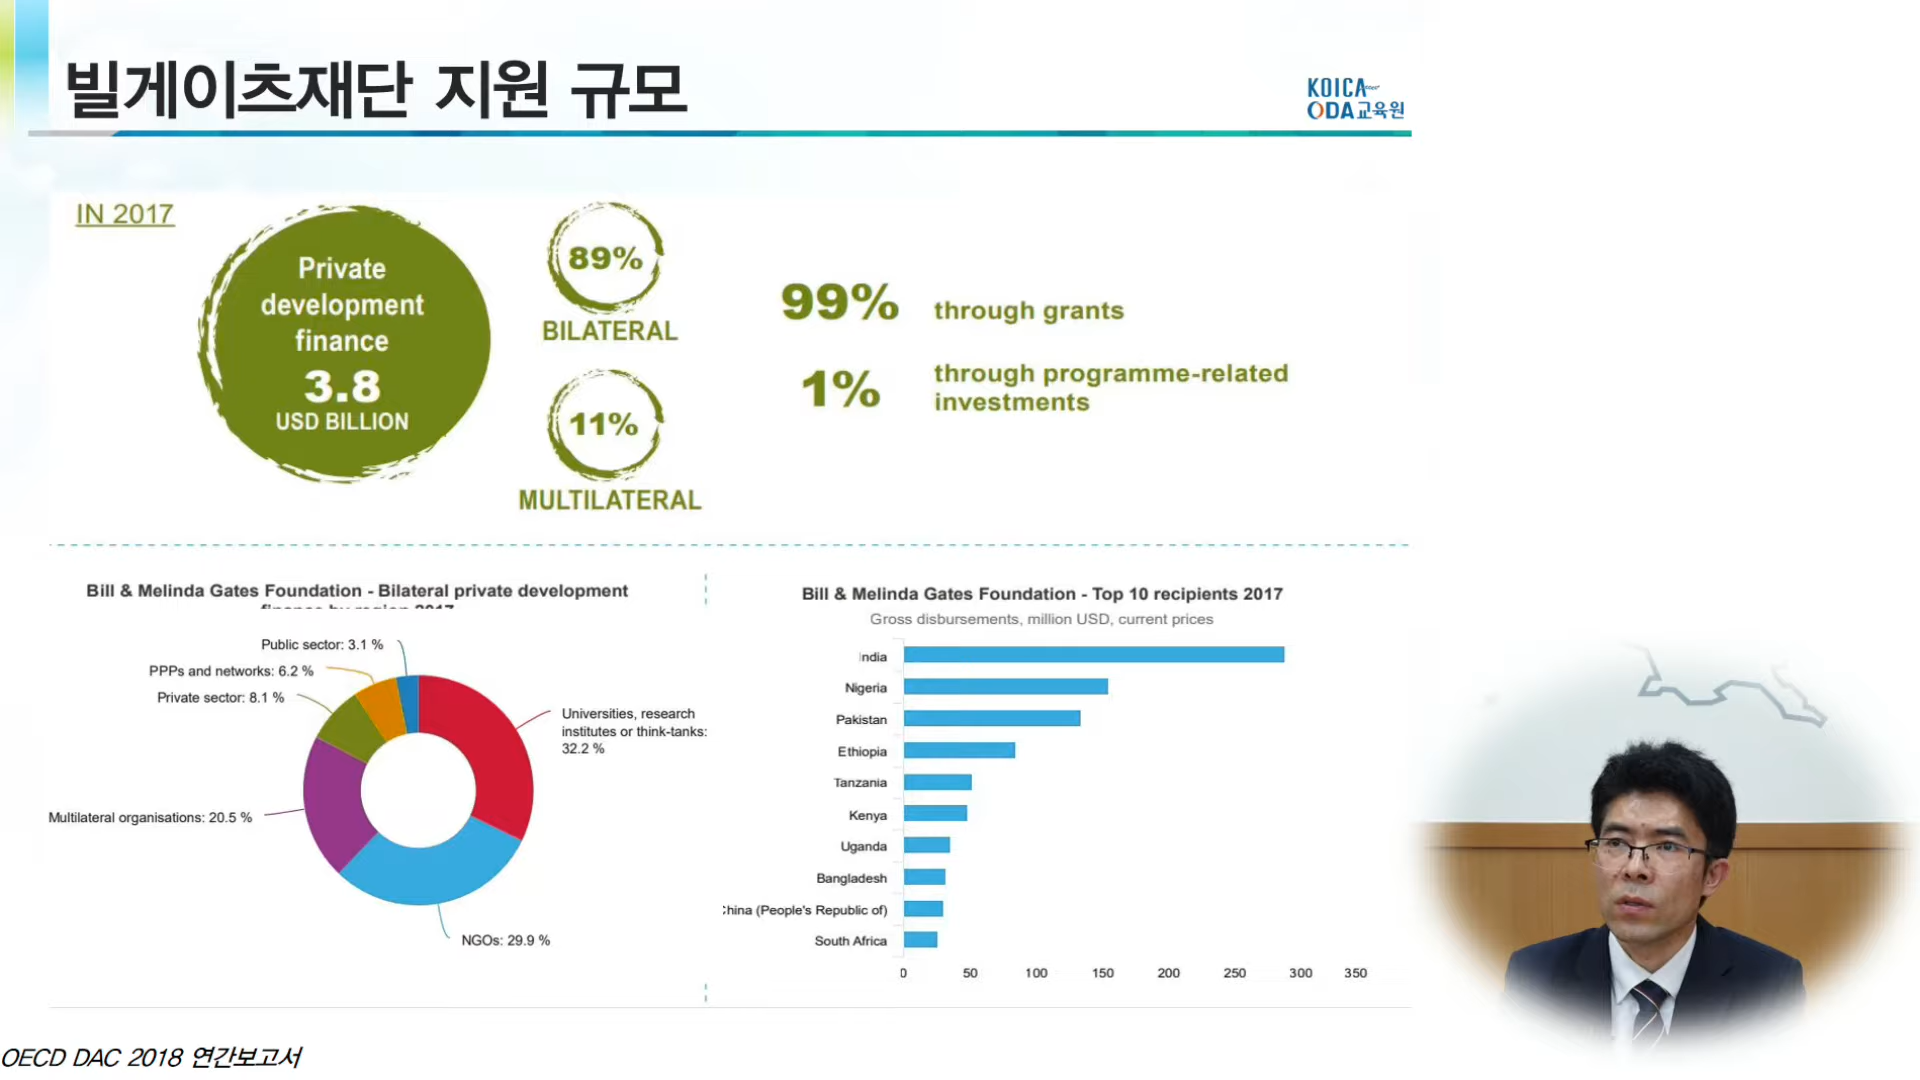 빌게이츠재단 지원 규모
KOICA
ODA교육원
IN 2017
Private
development
finance
3.8
USD BILLION
89%
BILATERAL
11%
MULTILATERAL
99% through grants
1% through programme-related
investments
Bill & Melinda Gates Foundation - Bilateral private development
Public sector: 3.1 %
PPPs and networks: 6.2 %
Private sector: 8.1 %
Universities, research
institutes or think-tanks:
32.2 %
Multilateral organisations: 20.5 %
NGOs: 29.9 %
Bill & Melinda Gates Foundation - Top 10 recipients 2017
Gross disbursements, million USD, current prices
India
Nigeria
Pakistan
Ethiopia
Tanzania
Kenya
Uganda
Bangladesh
China (People's Republic of)
South Africa
0 50 100 150 200 250 300 350
OECD DAC 2018 연간보고서